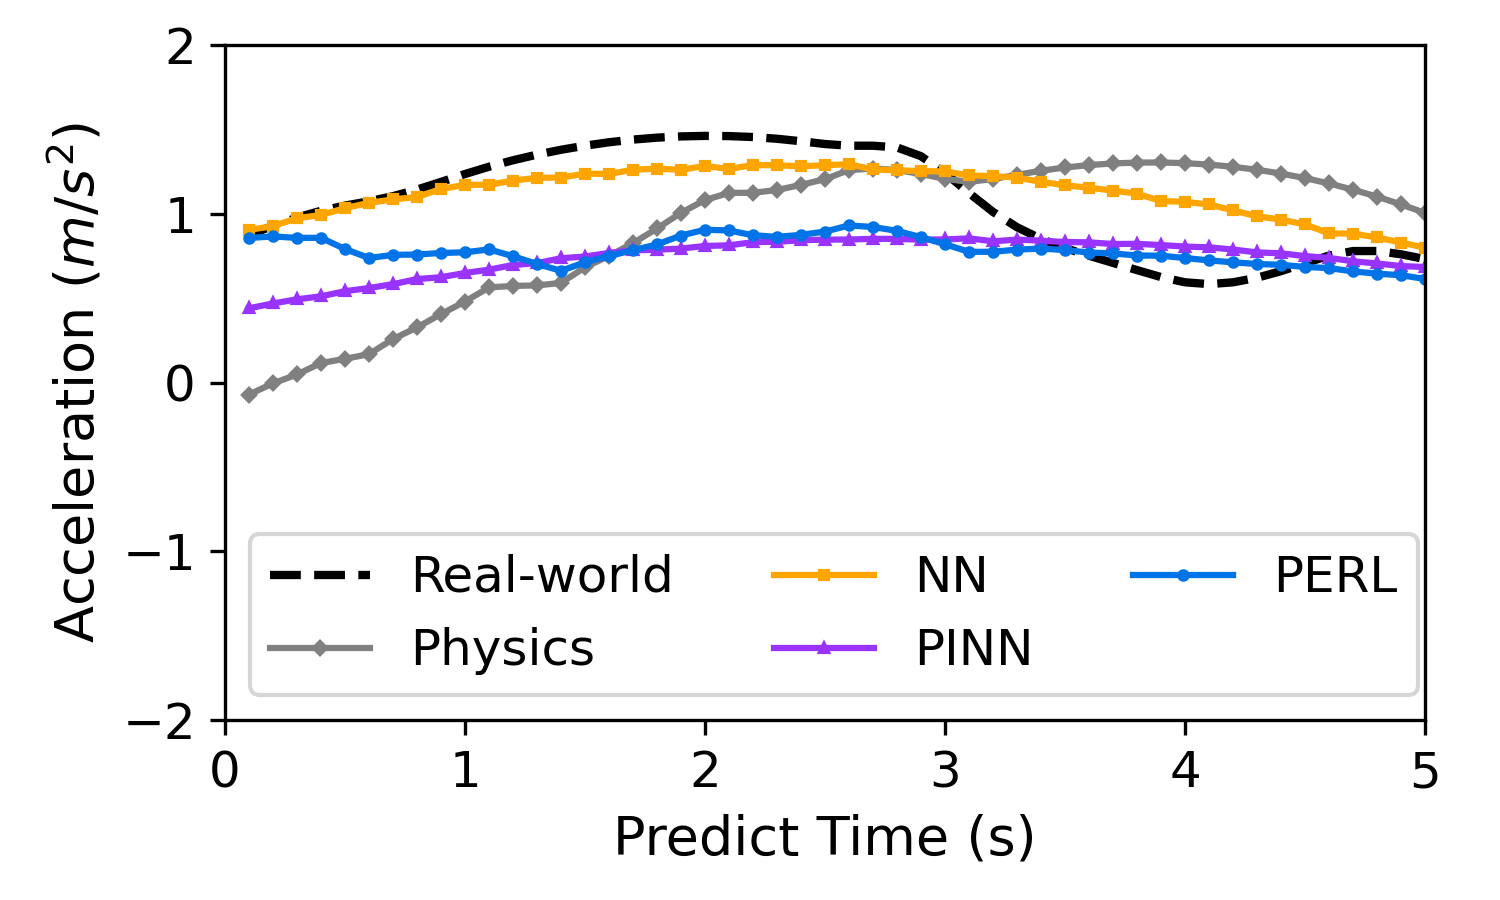 Acceleration (m/s²)
2
1
0
−1
−2
Real-world
NN
PERL
Physics
PINN
0 1 2 3 4 5
Predict Time (s)